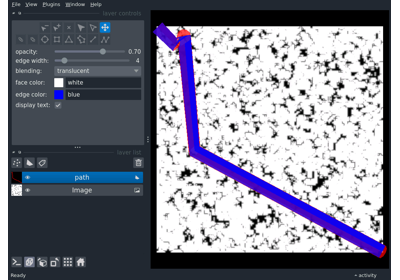 File View Plugins Window Help
layer controls
opacity: 0.70
edge width: 4
blending: translucent
face color: white
edge color: blue
display text:
layer list
path
Image
Ready
activity